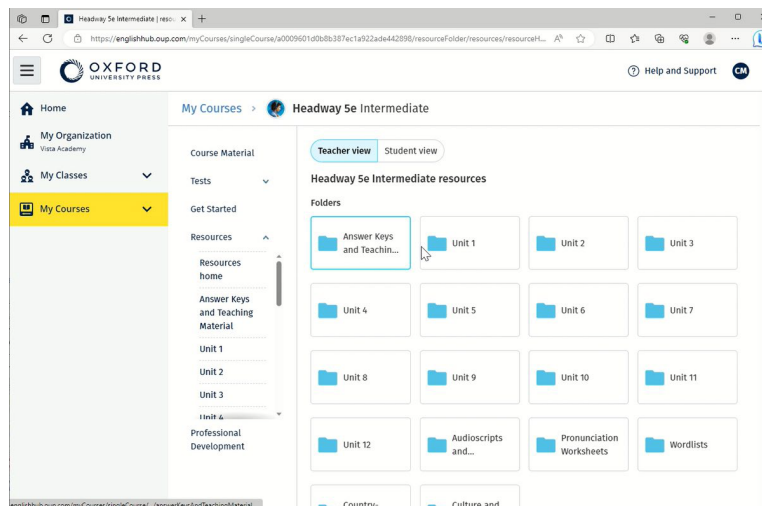 Headway 5e Intermediate | resou
https://englishhub.oup.com/myCourses/singleCourse/a0009601d0b8b387ec1a922ade442898/resourceFolder/resources/resourceH...
OXFORD
UNIVERSITY PRESS
Help and Support
CM
Home
My Organization
Vista Academy
My Classes
My Courses
My Courses > Headway 5e Intermediate
Course Material
Tests
Get Started
Resources
Resources
home
Answer Keys
and Teaching
Material
Unit 1
Unit 2
Unit 3
Unit 4
Professional
Development
Teacher view Student view
Headway 5e Intermediate resources
Folders
Answer Keys
and Teachin...
Unit 1
Unit 2
Unit 3
Unit 4
Unit 5
Unit 6
Unit 7
Unit 8
Unit 9
Unit 10
Unit 11
Unit 12
Audioscripts
and...
Pronunciation
Worksheets
Wordlists
Country-
Culture and